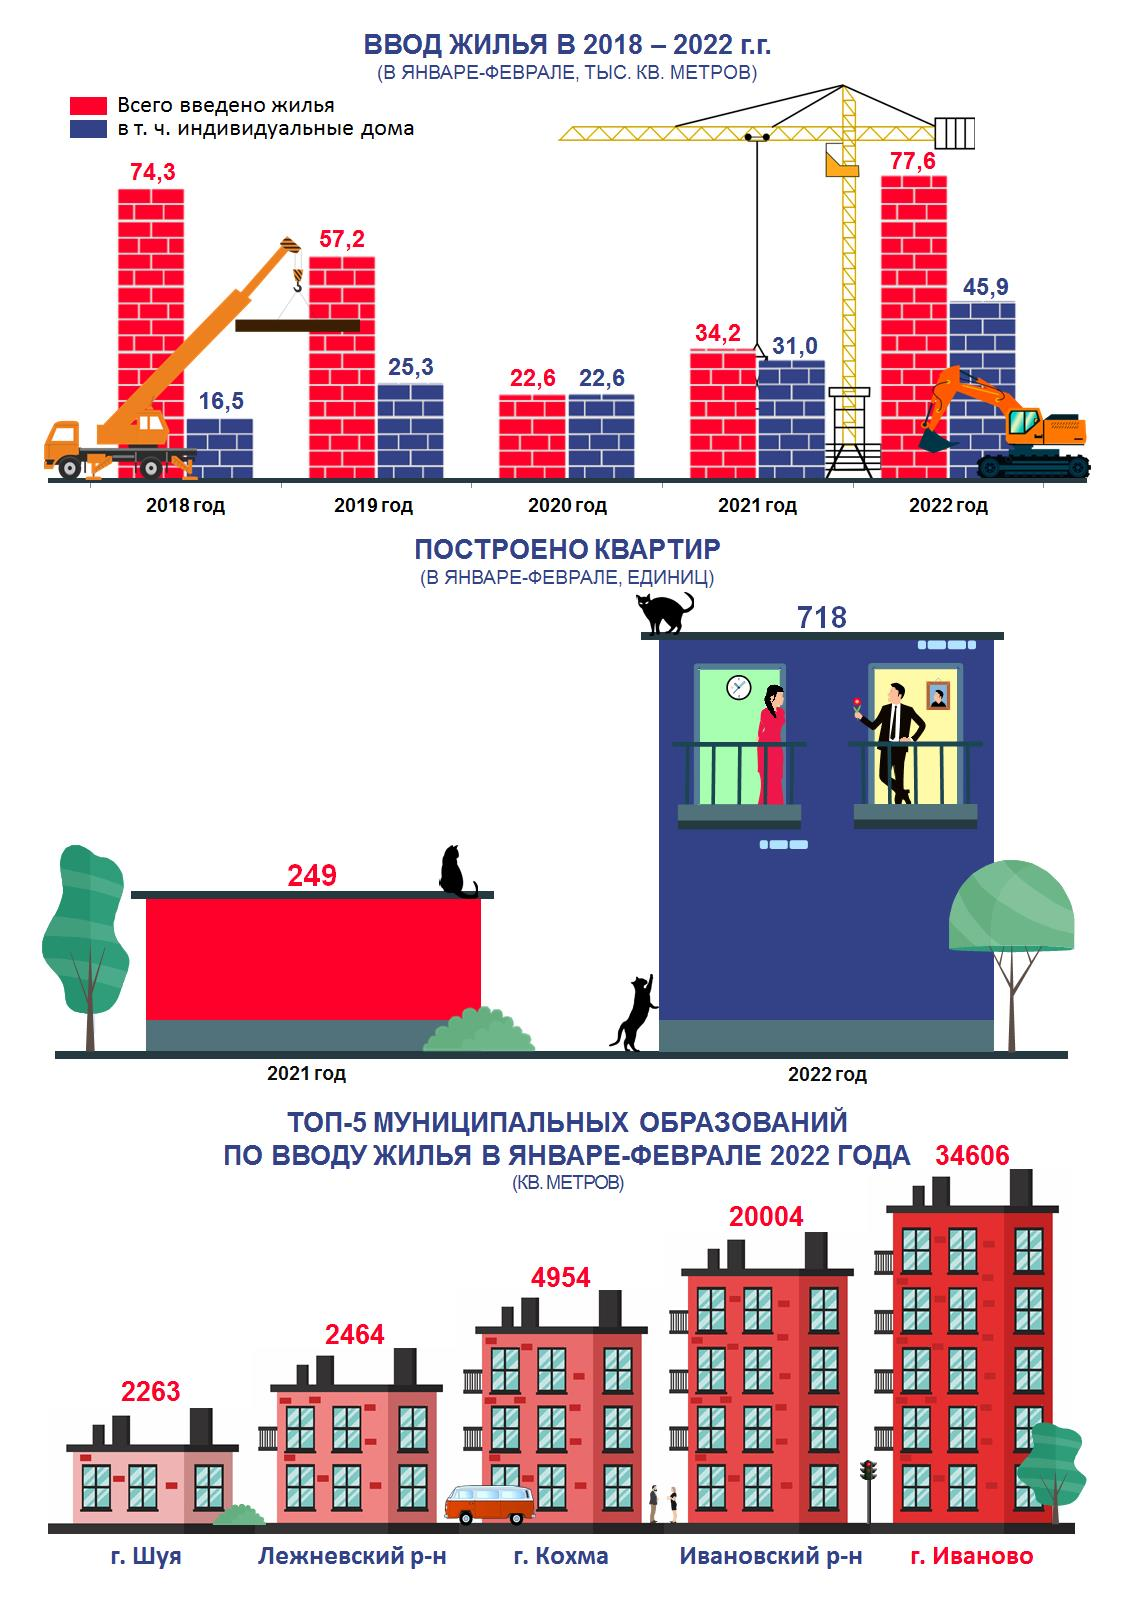 ВВОД ЖИЛЬЯ В 2018 – 2022 г.г.
(В ЯНВАРЕ-ФЕВРАЛЕ, ТЫС. КВ. МЕТРОВ)
Всего введено жилья
в т. ч. индивидуальные дома
74,3
77,6
57,2
45,9
34,2
31,0
25,3
22,6
22,6
16,5
2018 год
2019 год
2020 год
2021 год
2022 год
ПОСТРОЕНО КВАРТИР
(В ЯНВАРЕ-ФЕВРАЛЕ, ЕДИНИЦ)
718
249
2021 год
2022 год
ТОП-5 МУНИЦИПАЛЬНЫХ ОБРАЗОВАНИЙ
ПО ВВОДУ ЖИЛЬЯ В ЯНВАРЕ-ФЕВРАЛЕ 2022 ГОДА
(КВ. МЕТРОВ)
34606
20004
4954
2464
2263
г. Шуя
Лежневский р-н
г. Кохма
Ивановский р-н
г. Иваново